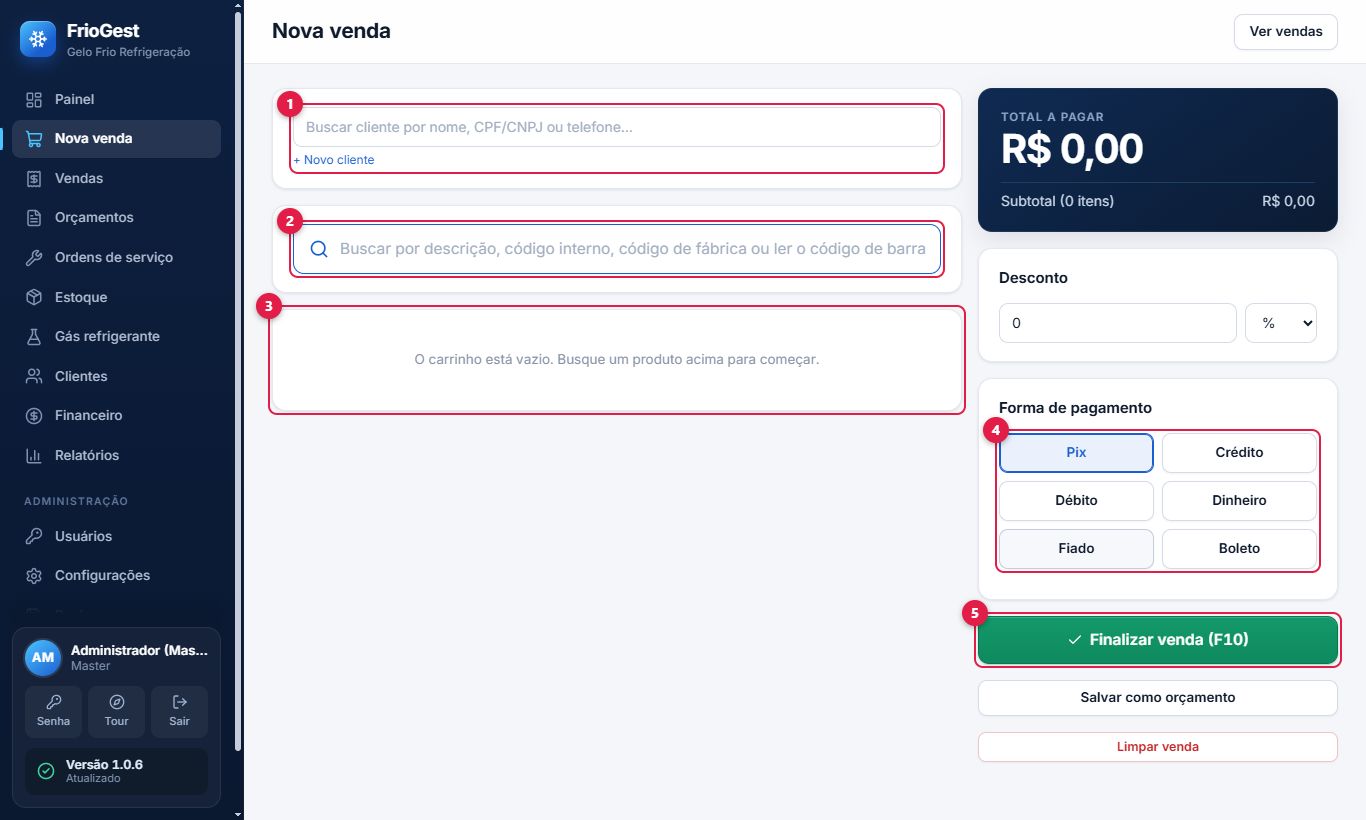 FrioGest
Gelo Frio Refrigeração
Painel
Nova venda
Vendas
Orçamentos
Ordens de serviço
Estoque
Gás refrigerante
Clientes
Financeiro
Relatórios
ADMINISTRAÇÃO
Usuários
Configurações
AM
Administrador (Mas...
Master
Senha
Tour
Sair
Versão 1.0.6
Atualizado
Nova venda
Ver vendas
1
Buscar cliente por nome, CPF/CNPJ ou telefone...
+ Novo cliente
2
Buscar por descrição, código interno, código de fábrica ou ler o código de barra
3
O carrinho está vazio. Busque um produto acima para começar.
TOTAL A PAGAR
R$ 0,00
Subtotal (0 itens) R$ 0,00
Desconto
0 %
Forma de pagamento
4
Pix Crédito
Débito Dinheiro
Fiado Boleto
5
Finalizar venda (F10)
Salvar como orçamento
Limpar venda